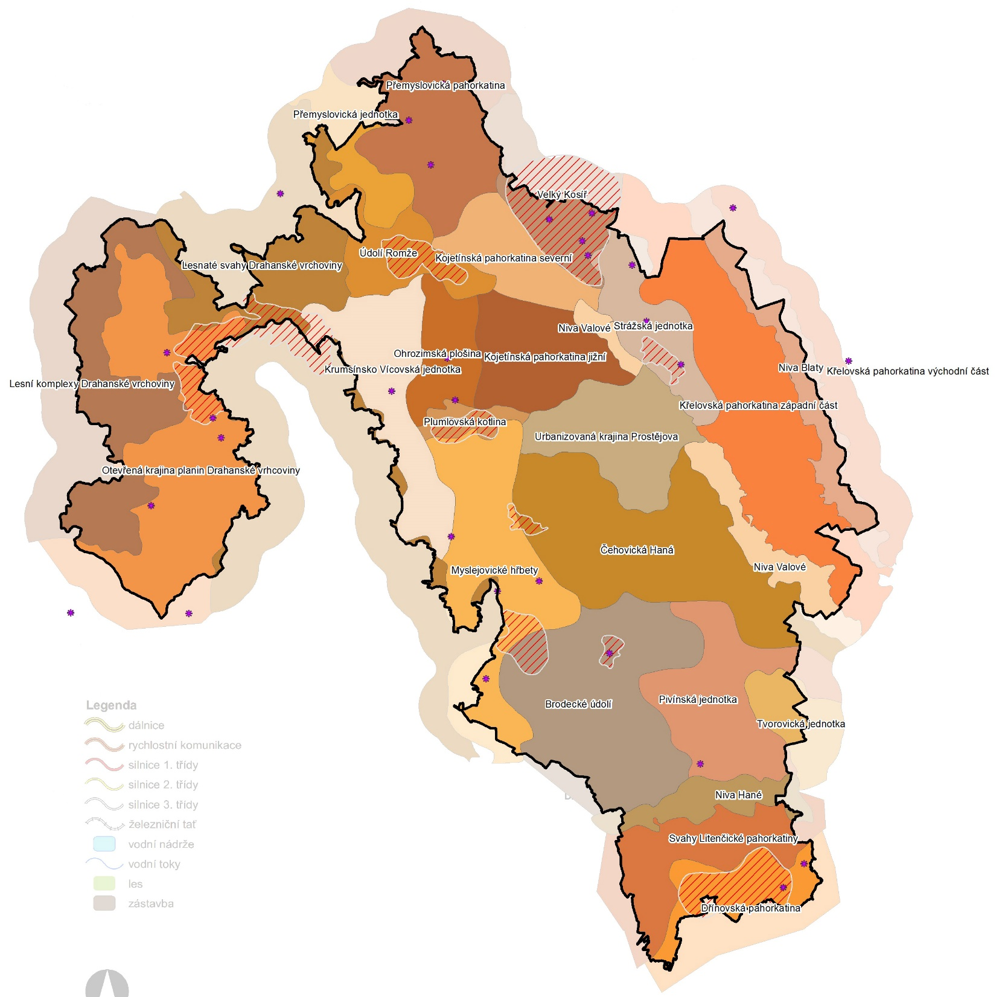 Přemyslovická pahorkatina
Přemyslovická jednotka
Velký Kosíř
Údolí Romže
Kojetínská pahorkatina severní
Lesnaté svahy Drahanské vrchoviny
Niva Valové
Strážská jednotka
Ohrozimská plošina
Kojetínská pahorkatina jižní
Krumsínsko Vícovská jednotka
Niva Blaty
Křelovská pahorkatina východní část
Lesní komplexy Drahanské vrchoviny
Křelovská pahorkatina západní část
Plumlovská kotlina
Urbanizovaná krajina Prostějova
Otevřená krajina planin Drahanské vrhcoviny
Čehovická Haná
Niva Valové
Myslejovické hřbety
Brodecké údolí
Pivínská jednotka
Tvorovická jednotka
Niva Hané
Svahy Litenčické pahorkatiny
Dřínovská pahorkatina
Legenda
dálnice
rychlostní komunikace
silnice 1. třídy
silnice 2. třídy
silnice 3. třídy
železniční tať
vodní nádrže
vodní toky
les
zástavba